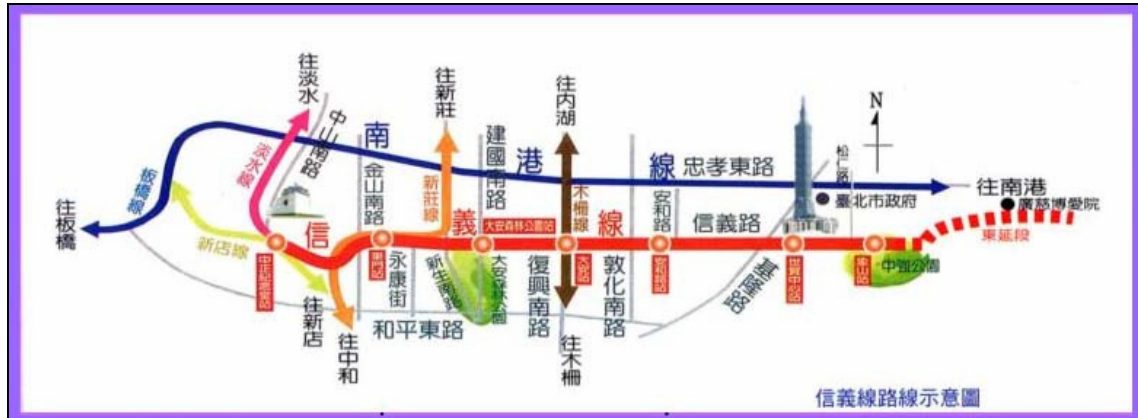 往淡水
中山南路
淡水線
南
港
線
往新莊
新莊線
建國南路
往內湖
木柵線
忠孝東路
松仁路
N
往南港
臺北市政府
廣慈博愛院
東延段
板橋線
往板橋
新店線
金山南路
安和路
信
義
線
信義路
大安森林公園站
中正紀念堂站
東門站
大安站
安和路站
世貿中心站
象山站
中強公園
永康街
新生南路
大安森林公園
復興南路
敦化南路
基隆路
往新店
往中和
和平東路
往木柵
信義線路線示意圖